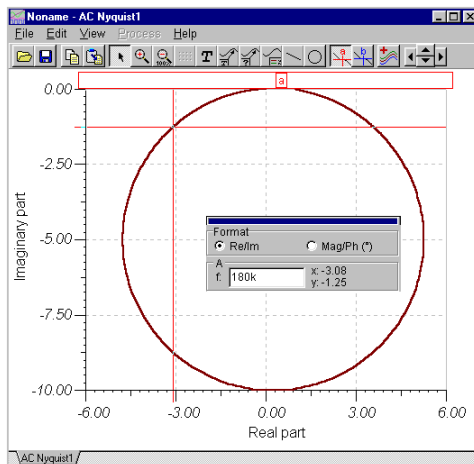 Noname - AC Nyquist1
File Edit View Process Help
T
a b
a
0.00
-2.50
-5.00
-7.50
-10.00
Imaginary part
Format
Re/Im Mag/Ph (°)
A
f: 180k x: -3.08
y: -1.25
-6.00 -3.00 0.00 3.00 6.00
Real part
AC Nyquist1